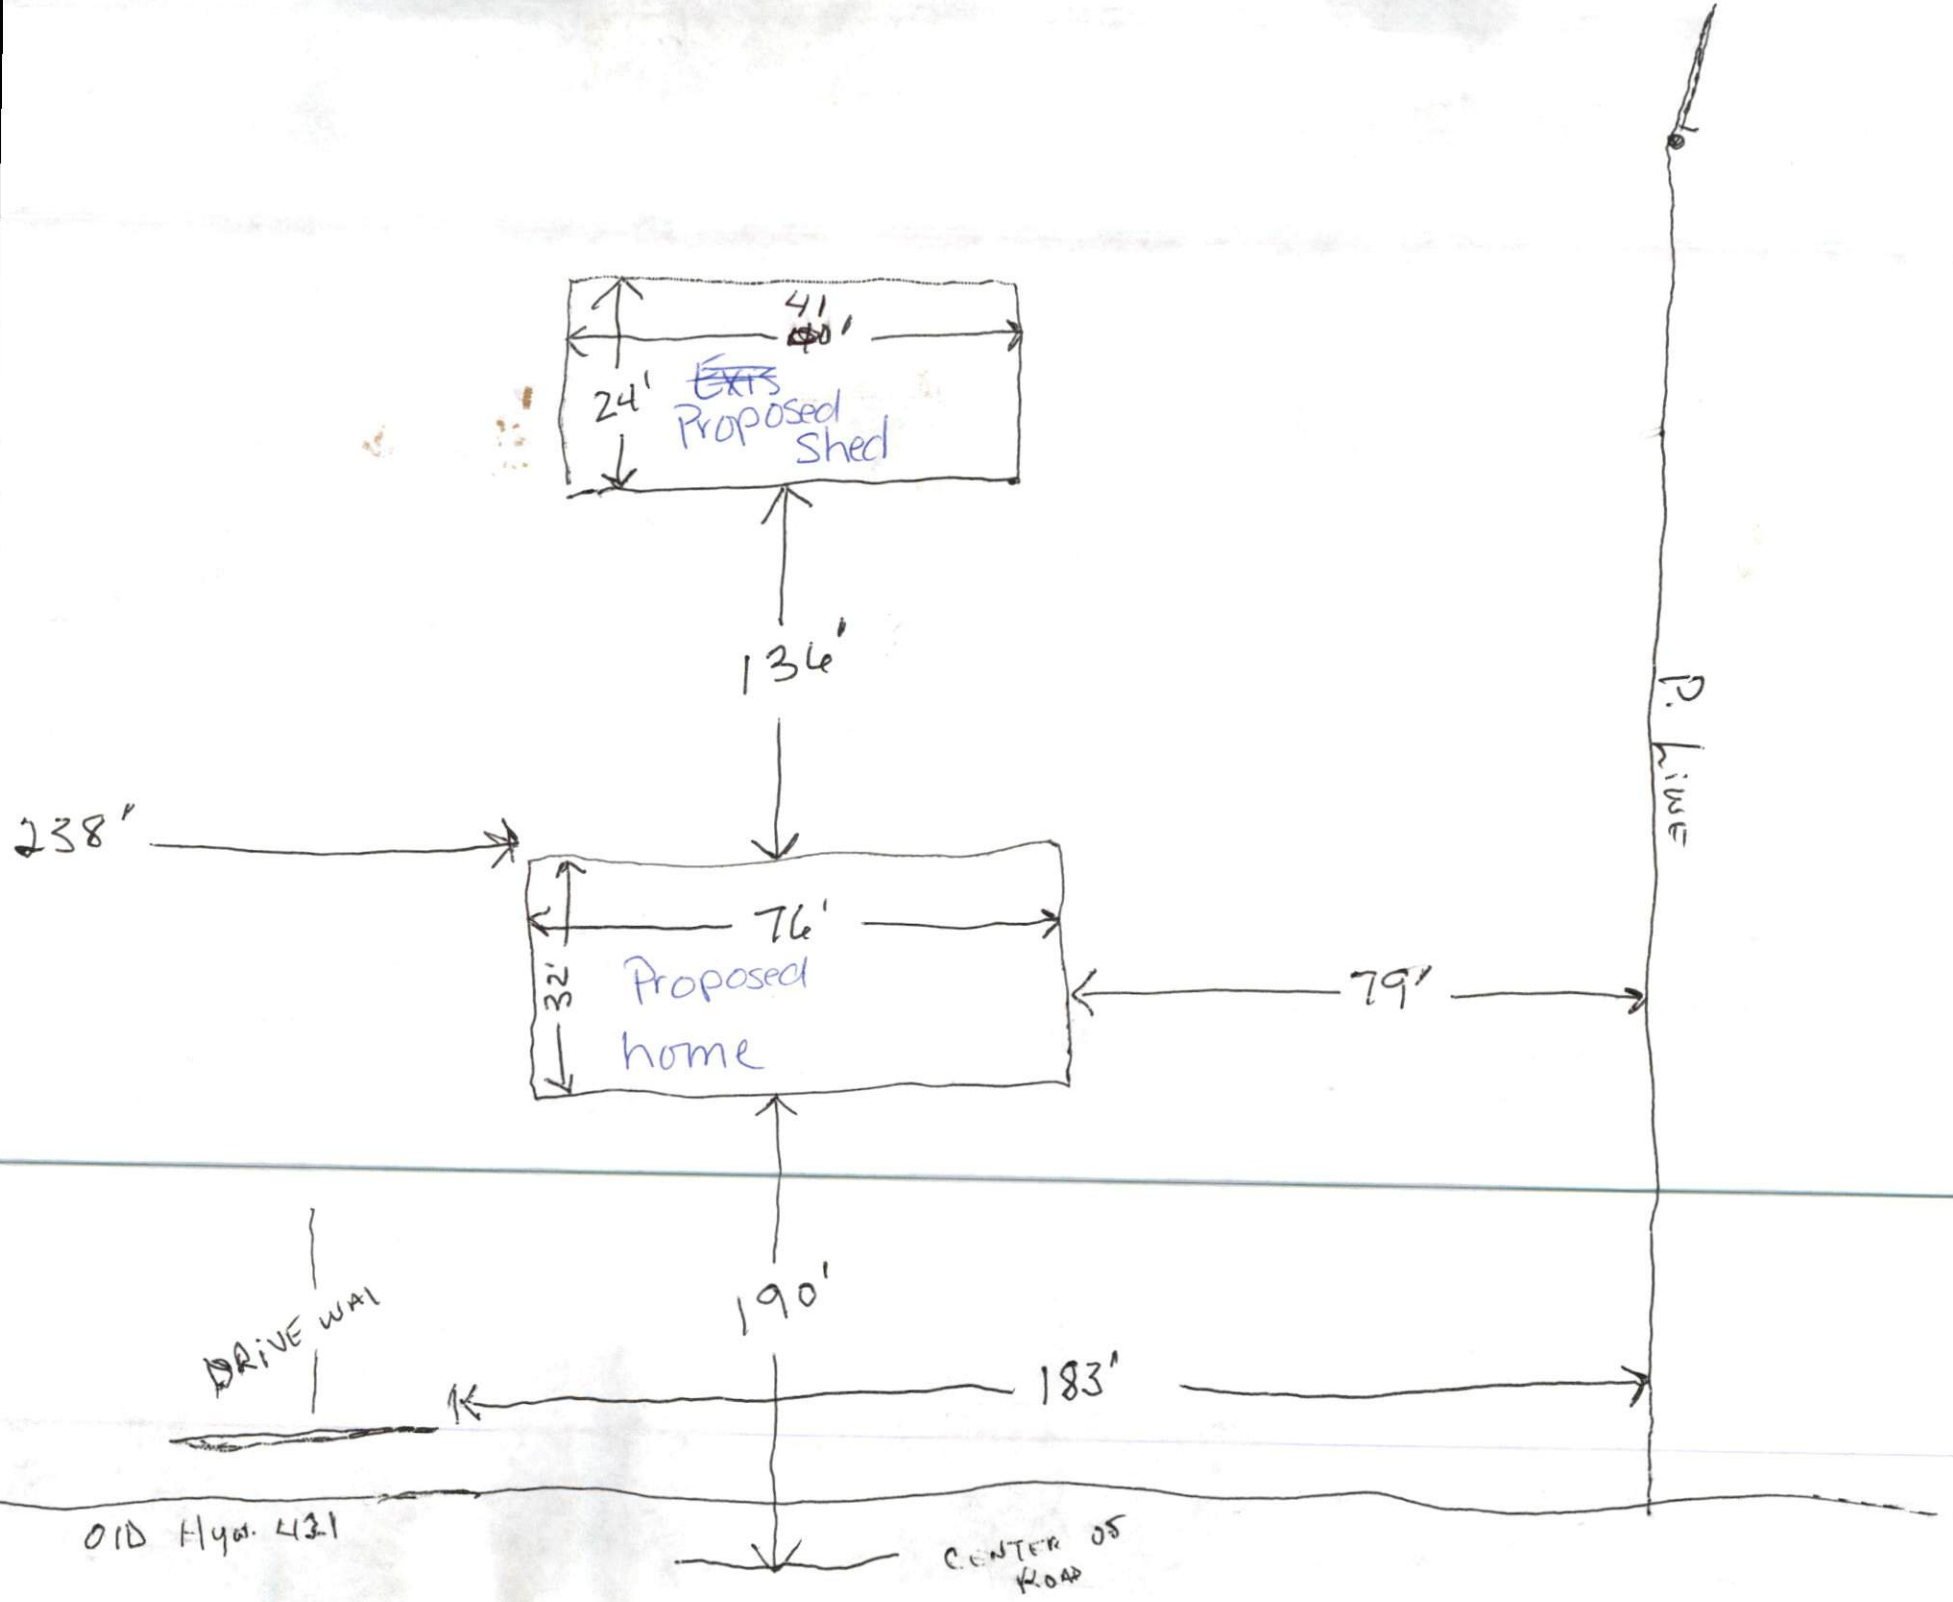 41
40'
24'
Exis
Proposed
Shed
136'
P. Line
238'
76'
32'
Proposed
home
79'
190'
DRIVE WAY
183'
OlD Hyw. 431
CENTER OF
ROAD